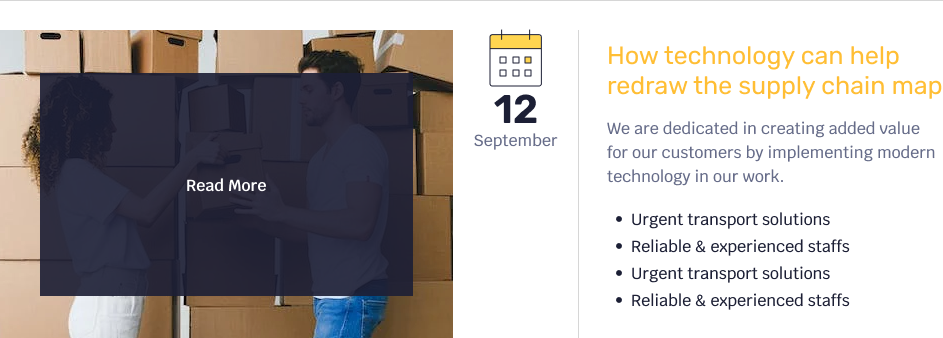 Read More
12
September
How technology can help
redraw the supply chain map
We are dedicated in creating added value
for our customers by implementing modern
technology in our work.
Urgent transport solutions
Reliable & experienced staffs
Urgent transport solutions
Reliable & experienced staffs